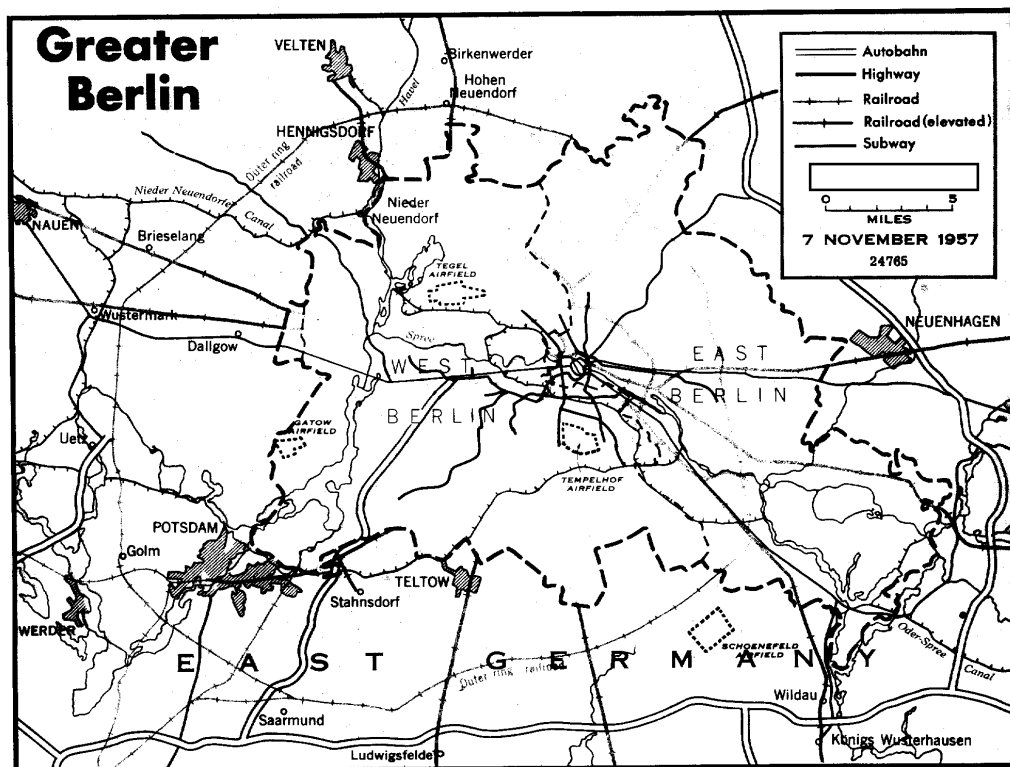 Greater
Berlin
VELTEN
Birkenwerder
Hohen
Neuendorf
Havel
HENNIGSDORF
Outer ring
railroad
Autobahn
Highway
Railroad
Railroad (elevated)
Subway
0 5
MILES
7 NOVEMBER 1957
24765
Nieder Neuendorfer
Canal
Nieder
Neuendorf
NAUEN
Brieselang
TEGEL
AIRFIELD
Wustermark
Dallgow
Spree
NEUENHAGEN
WEST
BERLIN
EAST
BERLIN
GATOW
AIRFIELD
Uetz
TEMPELHOF
AIRFIELD
POTSDAM
Golm
TELTOW
Stahnsdorf
WERDER
SCHOENEFELD
AIRFIELD
EAST GERMANY
Outer ring railroad
Oder-Spree
Canal
Saarmund
Wildau
Ludwigsfelde
Königs Wusterhausen